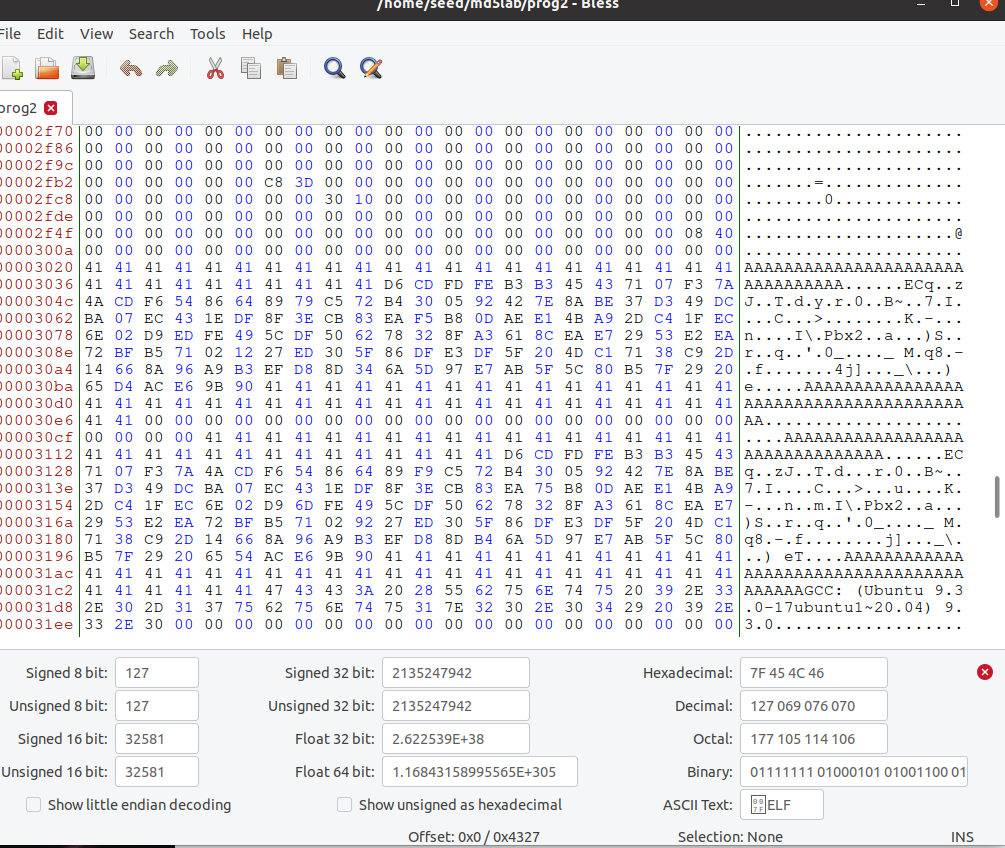 /home/seed/md5lab/prog2 - Bless
File Edit View Search Tools Help
prog2
00002f70 00 00 00 00 00 00 00 00 00 00 00 00 00 00 00 00 00 00 00 00 00 00 ......................
00002f86 00 00 00 00 00 00 00 00 00 00 00 00 00 00 00 00 00 00 00 00 00 00 ......................
00002f9c 00 00 00 00 00 00 00 00 00 00 00 00 00 00 00 00 00 00 00 00 00 00 ......................
00002fb2 00 00 00 00 00 00 C8 3D 00 00 00 00 00 00 00 00 00 00 00 00 00 00 .......=..............
00002fc8 00 00 00 00 00 00 00 00 30 10 00 00 00 00 00 00 00 00 00 00 00 00 ........0.............
00002fde 00 00 00 00 00 00 00 00 00 00 00 00 00 00 00 00 00 00 00 00 00 00 ......................
00002f4f 00 00 00 00 00 00 00 00 00 00 00 00 00 00 00 00 00 00 00 00 08 40 .....................@
0000300a 00 00 00 00 00 00 00 00 00 00 00 00 00 00 00 00 00 00 00 00 00 00 ......................
00003020 41 41 41 41 41 41 41 41 41 41 41 41 41 41 41 41 41 41 41 41 41 41 AAAAAAAAAAAAAAAAAAAAAA
00003036 41 41 41 41 41 41 41 41 41 41 D6 CD FD FE B3 B3 45 43 71 07 F3 7A AAAAAAAAAA......ECq..z
0000304c 4A CD F6 54 86 64 89 79 C5 72 B4 30 05 92 42 7E 8A BE 37 D3 49 DC J..T.d.y.r.0..B~..7.I.
00003062 BA 07 EC 43 1E DF 8F 3E CB 83 EA F5 B8 0D AE E1 4B A9 2D C4 1F EC ...C...>........K.-...
00003078 6E 02 D9 ED FE 49 5C DF 50 62 78 32 8F A3 61 8C EA E7 29 53 E2 EA n....I\.Pbx2..a...)S..
0000308e 72 BF B5 71 02 12 27 ED 30 5F 86 DF E3 DF 5F 20 4D C1 71 38 C9 2D r..q..'.0_...._ M.q8.-
000030a4 14 66 8A 96 A9 B3 EF D8 8D 34 6A 5D 97 E7 AB 5F 5C 80 B5 7F 29 20 .f.......4j]..._\...) 
000030ba 65 D4 AC E6 9B 90 41 41 41 41 41 41 41 41 41 41 41 41 41 41 41 41 e.....AAAAAAAAAAAAAAAA
000030d0 41 41 41 41 41 41 41 41 41 41 41 41 41 41 41 41 41 41 41 41 41 41 AAAAAAAAAAAAAAAAAAAAAA
000030e6 41 41 00 00 00 00 00 00 00 00 00 00 00 00 00 00 00 00 00 00 00 00 AA....................
000030cf 00 00 00 00 41 41 41 41 41 41 41 41 41 41 41 41 41 41 41 41 41 41 ....AAAAAAAAAAAAAAAAAA
00003112 41 41 41 41 41 41 41 41 41 41 41 41 41 41 D6 CD FD FE B3 B3 45 43 AAAAAAAAAAAAAA......EC
00003128 71 07 F3 7A 4A CD F6 54 86 64 89 F9 C5 72 B4 30 05 92 42 7E 8A BE q..zJ..T.d...r.0..B~..
0000313e 37 D3 49 DC BA 07 EC 43 1E DF 8F 3E CB 83 EA 75 B8 0D AE E1 4B A9 7.I....C...>...u....K.
00003154 2D C4 1F EC 6E 02 D9 6D FE 49 5C DF 50 62 78 32 8F A3 61 8C EA E7 -...n..m.I\.Pbx2..a...
0000316a 29 53 E2 EA 72 BF B5 71 02 92 27 ED 30 5F 86 DF E3 DF 5F 20 4D C1 )S..r..q..'.0_...._ M.
00003180 71 38 C9 2D 14 66 8A 96 A9 B3 EF D8 8D B4 6A 5D 97 E7 AB 5F 5C 80 q8.-.f........j]..._\.
00003196 B5 7F 29 20 65 54 AC E6 9B 90 41 41 41 41 41 41 41 41 41 41 41 41 ..) eT....AAAAAAAAAAAA
000031ac 41 41 41 41 41 41 41 41 41 41 41 41 41 41 41 41 41 41 41 41 41 41 AAAAAAAAAAAAAAAAAAAAAA
000031c2 41 41 41 41 41 41 47 43 43 3A 20 28 55 62 75 6E 74 75 20 39 2E 33 AAAAAAGCC: (Ubuntu 9.3
000031d8 2E 30 2D 31 37 75 62 75 6E 74 75 31 7E 32 30 2E 30 34 29 20 39 2E .0-17ubuntu1~20.04) 9.
000031ee 33 2E 30 00 00 00 00 00 00 00 00 00 00 00 00 00 00 00 00 00 00 00 3.0...................
Signed 8 bit: 127 Signed 32 bit: 2135247942 Hexadecimal: 7F 45 4C 46
Unsigned 8 bit: 127 Unsigned 32 bit: 2135247942 Decimal: 127 069 076 070
Signed 16 bit: 32581 Float 32 bit: 2.622539E+38 Octal: 177 105 114 106
Unsigned 16 bit: 32581 Float 64 bit: 1.16843158995565E+305 Binary: 01111111 01000101 01001100 01
Show little endian decoding Show unsigned as hexadecimal ASCII Text: ELF
Offset: 0x0 / 0x4327 Selection: None INS